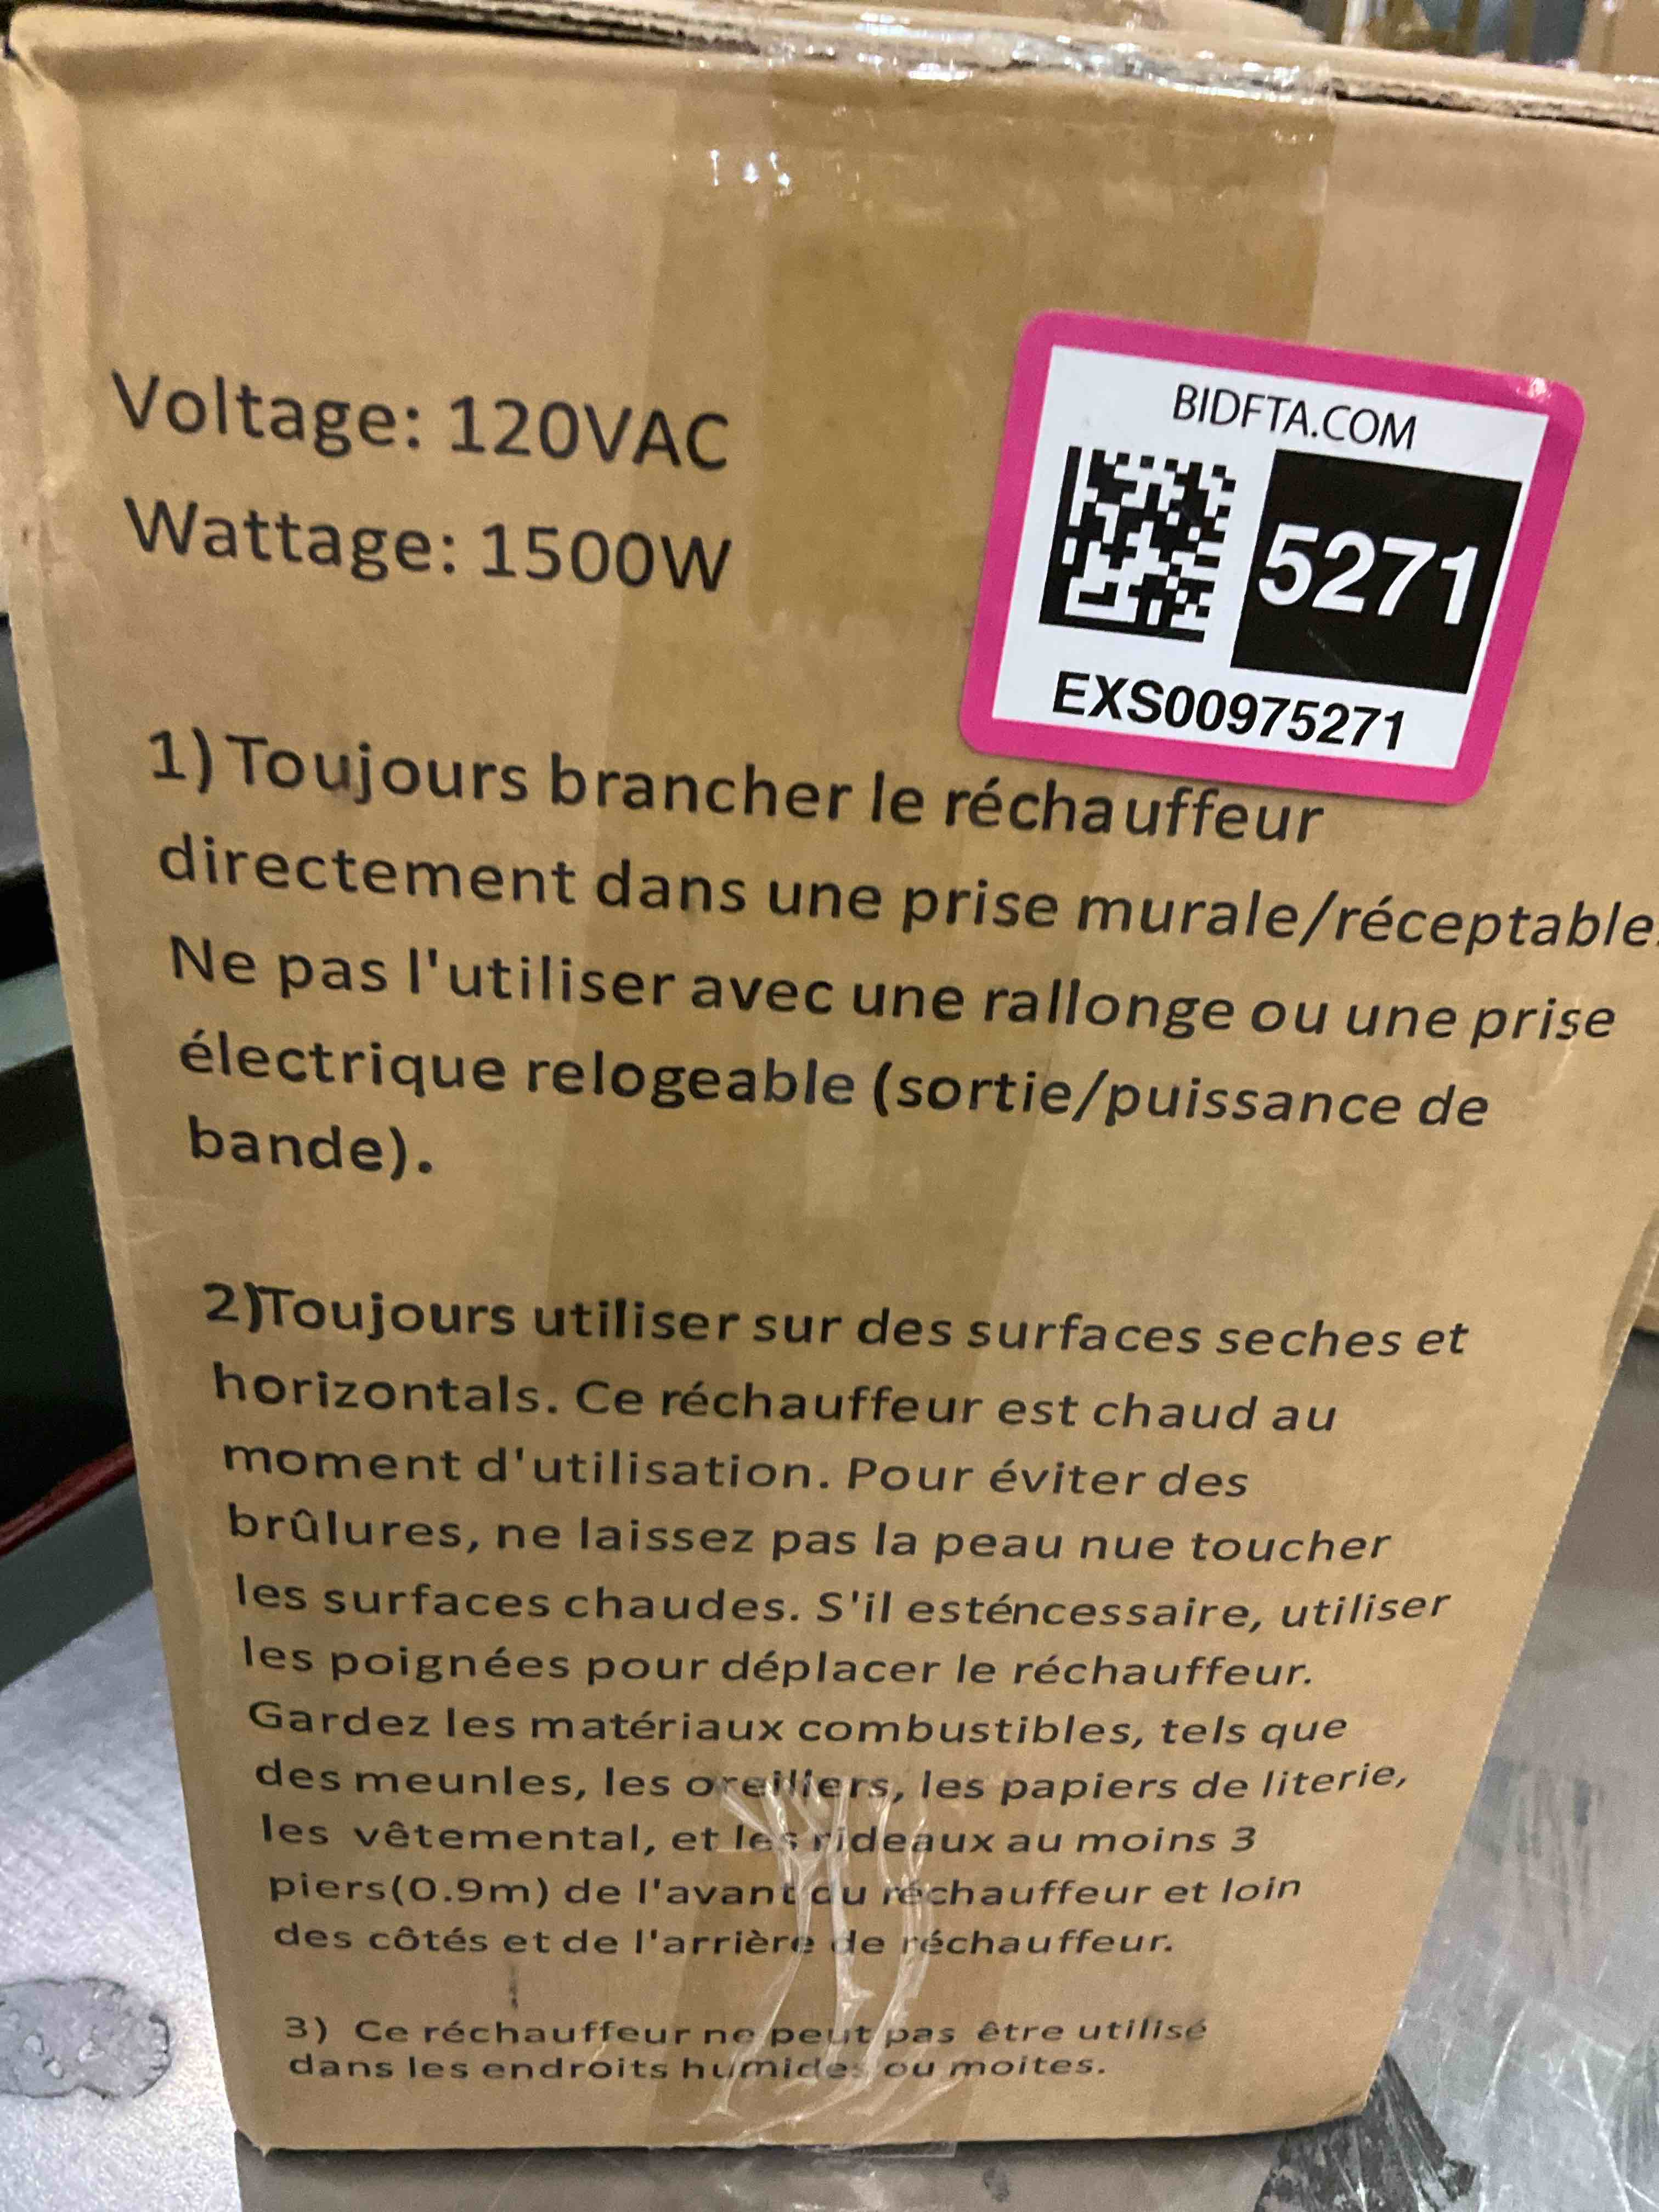 Voltage: 120VAC
Wattage: 1500W
BIDFTA.COM
5271
EXS00975271
1) Toujours brancher le réchauffeur
directement dans une prise murale/réceptable.
Ne pas l'utiliser avec une rallonge ou une prise
électrique relogeable (sortie/puissance de
bande).
2)Toujours utiliser sur des surfaces seches et
horizontals. Ce réchauffeur est chaud au
moment d'utilisation. Pour éviter des
brûlures, ne laissez pas la peau nue toucher
les surfaces chaudes. S'il esténcessaire, utiliser
les poignées pour déplacer le réchauffeur.
Gardez les matériaux combustibles, tels que
des meunles, les oreilliers, les papiers de literie,
les vêtemental, et les rideaux au moins 3
piers(0.9m) de l'avant du réchauffeur et loin
des côtés et de l'arrière de réchauffeur.
3) Ce réchauffeur ne peut pas être utilisé
dans les endroits humides ou moites.